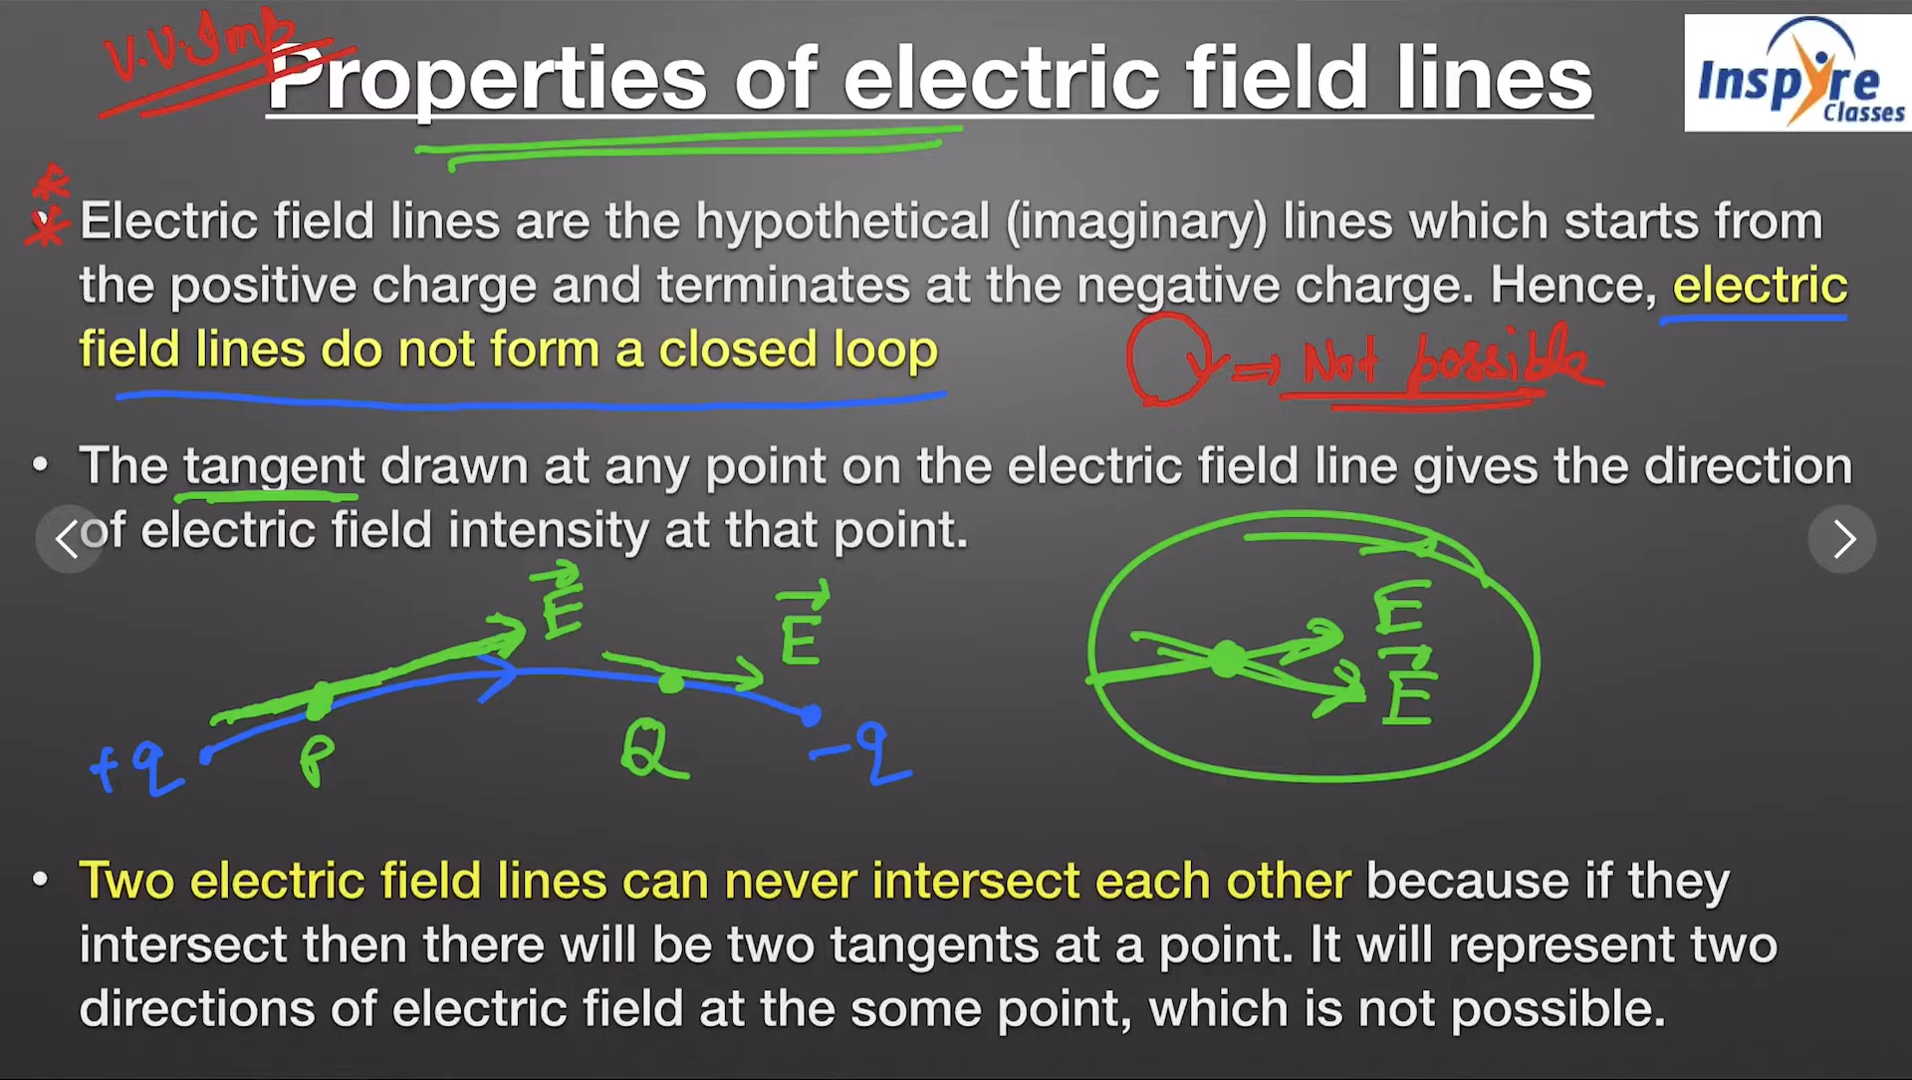 V.V.Imp
Properties of electric field lines
Inspyre
Classes
Electric field lines are the hypothetical (imaginary) lines which starts from
the positive charge and terminates at the negative charge. Hence, electric
field lines do not form a closed loop
⇒ Not possible
• The tangent drawn at any point on the electric field line gives the direction
of electric field intensity at that point.
E
E
E
E
+q
P
Q
-q
• Two electric field lines can never intersect each other because if they
intersect then there will be two tangents at a point. It will represent two
directions of electric field at the some point, which is not possible.